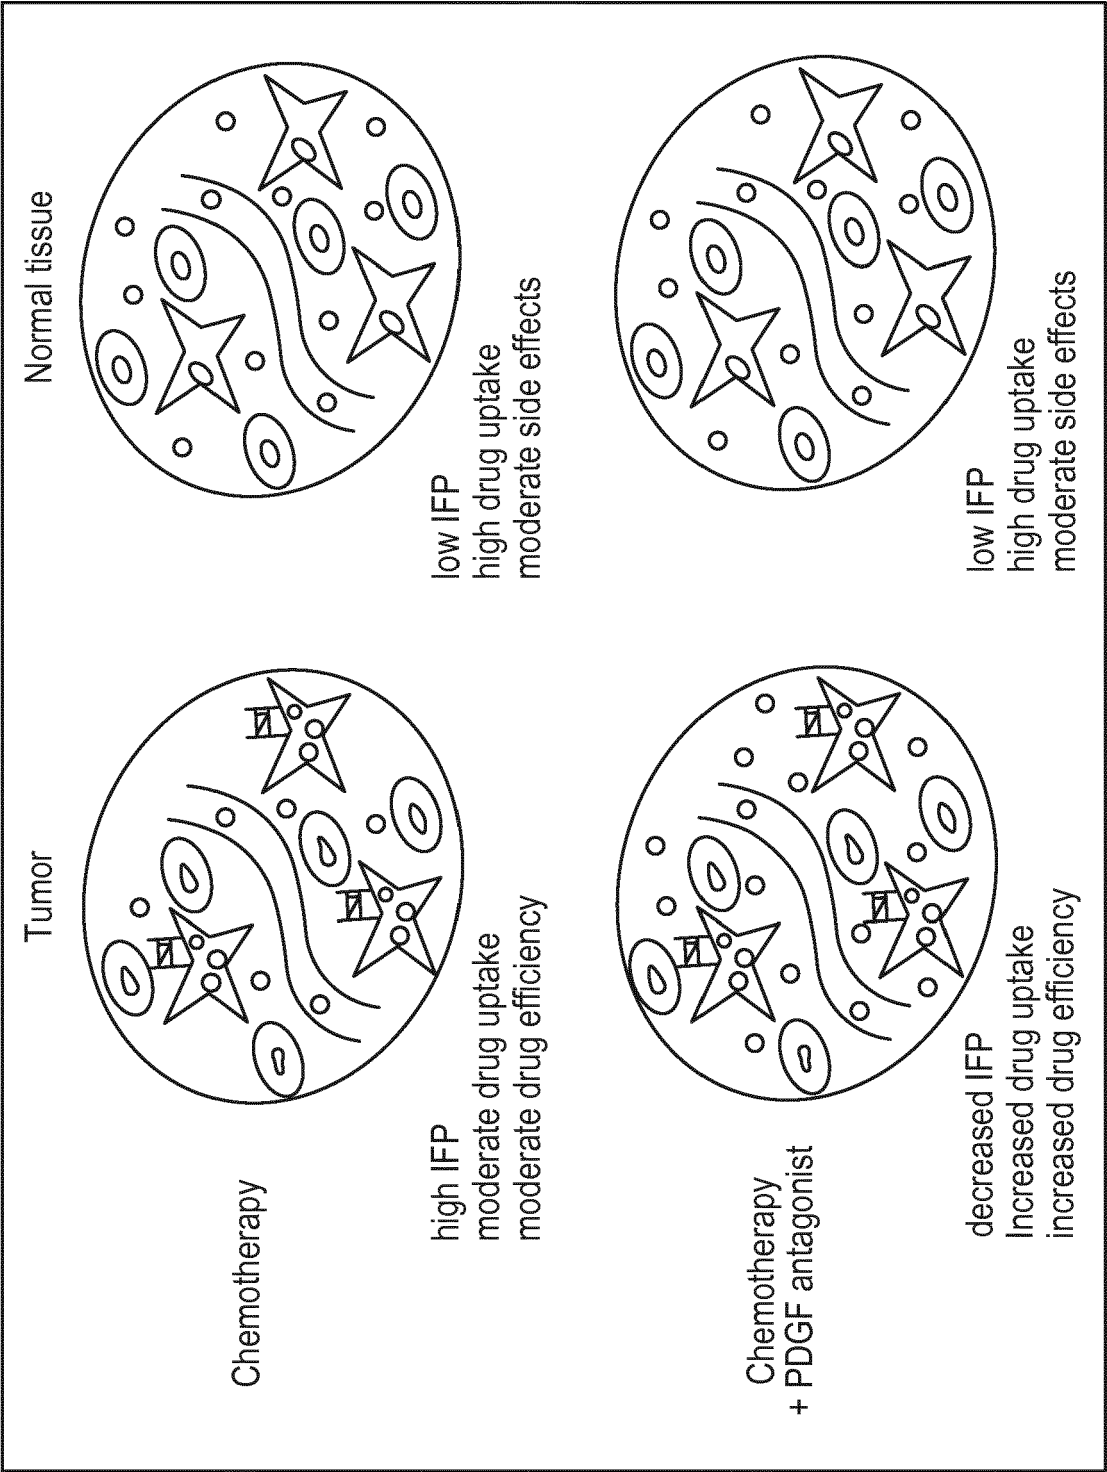 Tumor
Normal tissue
Chemotherapy
high IFP
moderate drug uptake
moderate drug efficiency
low IFP
high drug uptake
moderate side effects
Chemotherapy
+ PDGF antagonist
decreased IFP
Increased drug uptake
increased drug efficiency
low IFP
high drug uptake
moderate side effects